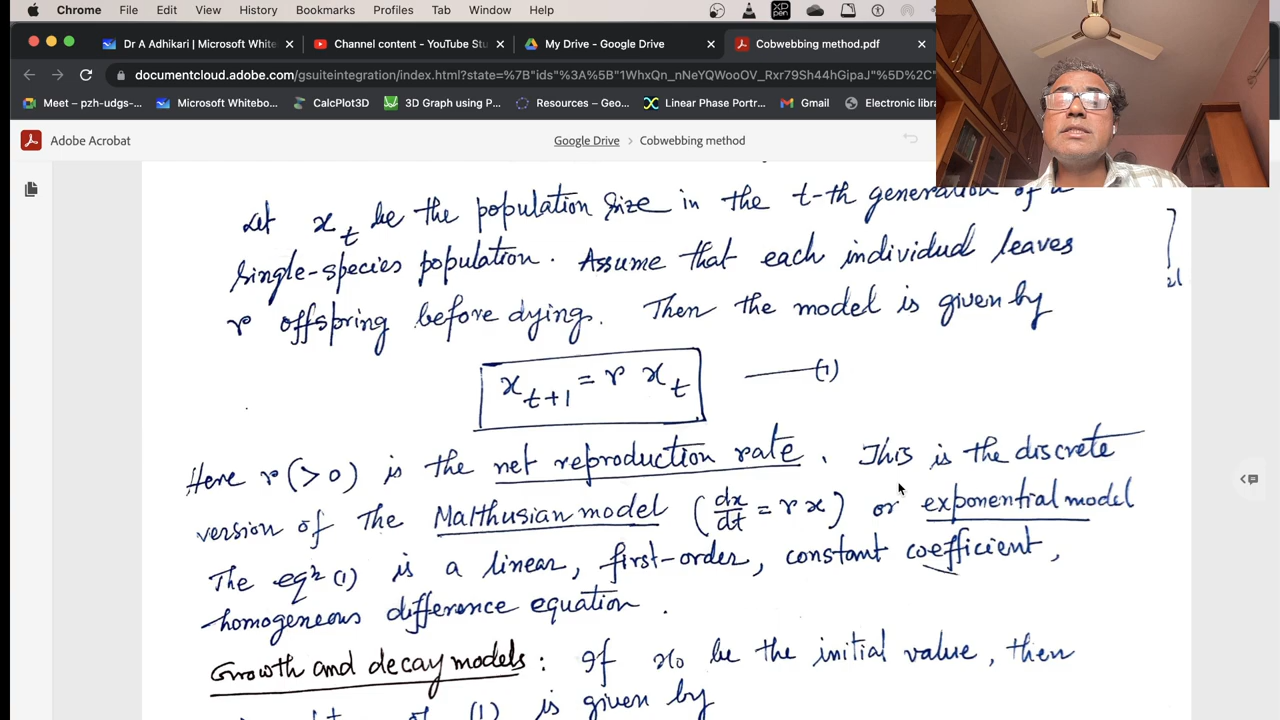 Chrome File Edit View History Bookmarks Profiles Tab Window Help
Dr A Adhikari | Microsoft White × Channel content - YouTube Stu × My Drive - Google Drive × Cobwebbing method.pdf ×
documentcloud.adobe.com/gsuiteintegration/index.html?state=%7B"ids"%3A%5B"1WhxQn_nNeYQWooOV_Rxr79Sh44hGipaJ"%5D%2C"
Meet – pzh-udgs-... Microsoft Whitebo... CalcPlot3D 3D Graph using P... Resources – Geo... Linear Phase Portr... Gmail Electronic libra
Adobe Acrobat Google Drive > Cobwebbing method
Let x_t be the population size in the t-th generation of a
single-species population. Assume that each individual leaves
r offspring before dying. Then the model is given by
x_{t+1} = r x_t —(1)
Here r (>0) is the net reproduction rate. This is the discrete
version of the Malthusian model (dx/dt = r x) or exponential model
The eqn (1) is a linear, first-order, constant coefficient,
homogeneous difference equation.
Growth and decay models: If x_0 be the initial value, then
of (1) is given by